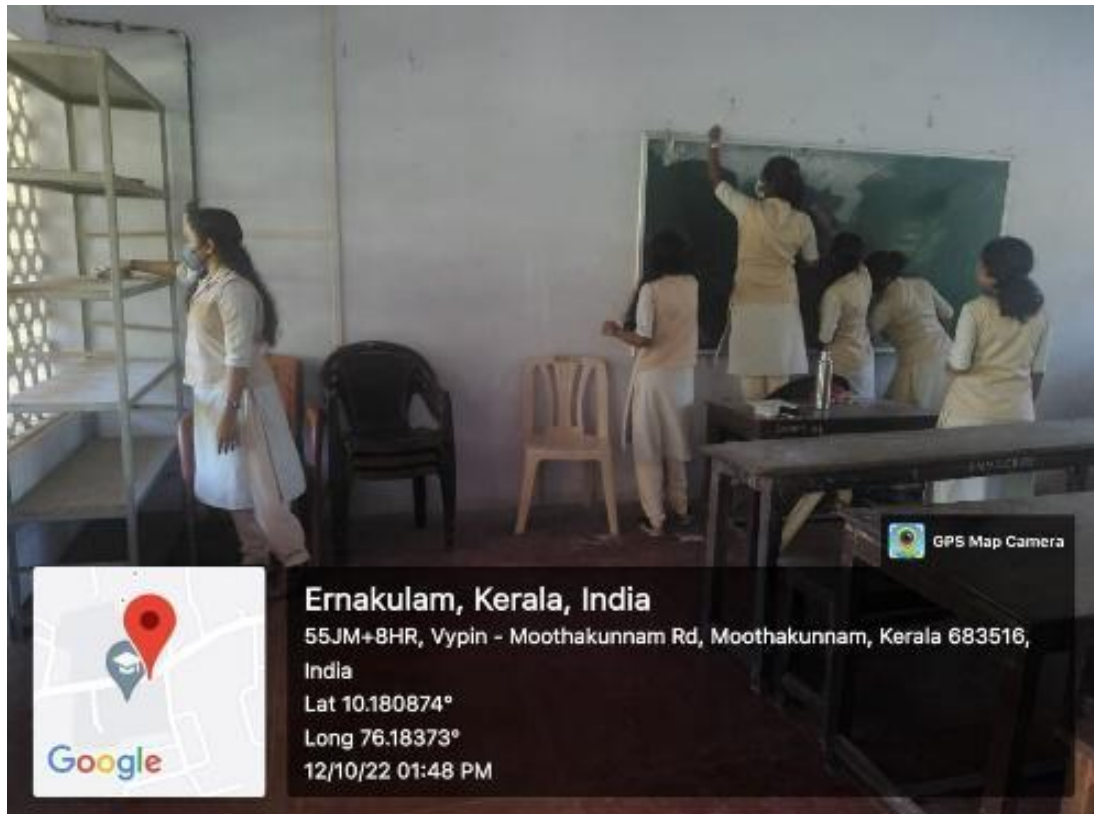 GPS Map Camera
Ernakulam, Kerala, India
55JM+8HR, Vypin - Moothakunnam Rd, Moothakunnam, Kerala 683516,
India
Lat 10.180874°
Long 76.18373°
12/10/22 01:48 PM
Google